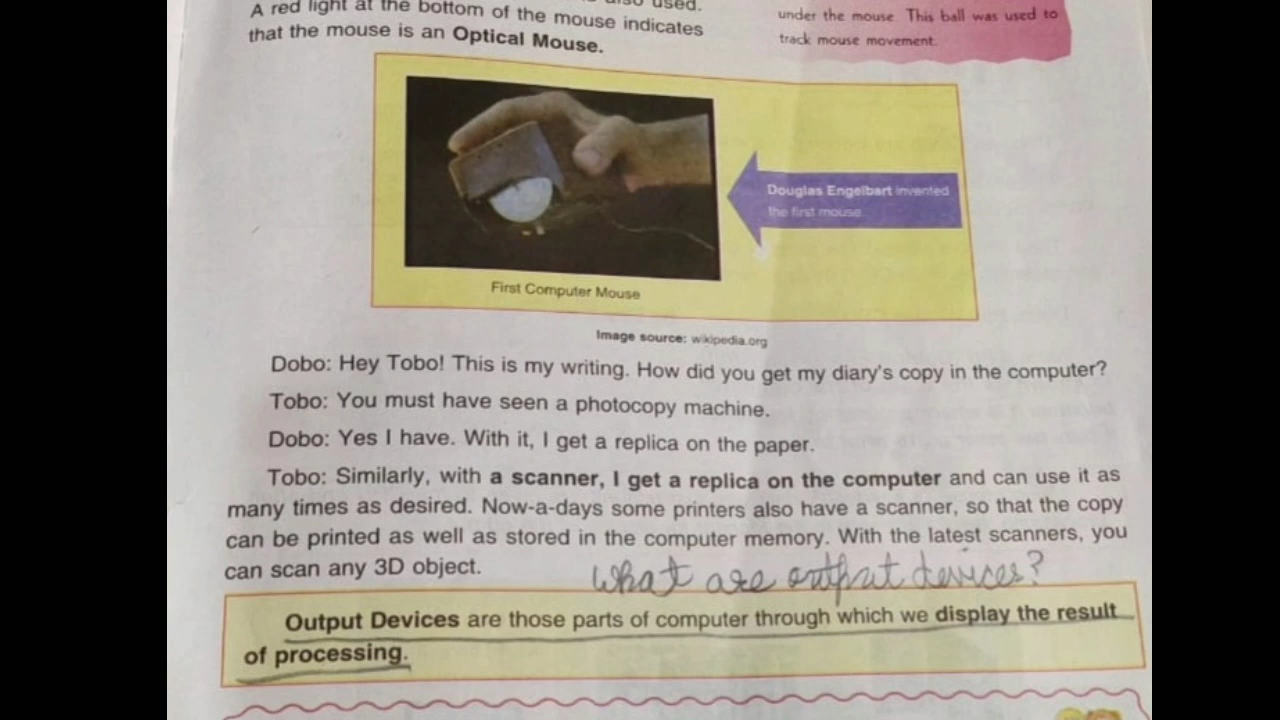 also used.
A red light at the bottom of the mouse indicates
that the mouse is an Optical Mouse.
under the mouse. This ball was used to
track mouse movement.
Douglas Engelbart invented
the first mouse.
First Computer Mouse
Image source: wikipedia.org
Dobo: Hey Tobo! This is my writing. How did you get my diary's copy in the computer?
Tobo: You must have seen a photocopy machine.
Dobo: Yes I have. With it, I get a replica on the paper.
Tobo: Similarly, with a scanner, I get a replica on the computer and can use it as
many times as desired. Now-a-days some printers also have a scanner, so that the copy
can be printed as well as stored in the computer memory. With the latest scanners, you
can scan any 3D object.
What are output devices?
Output Devices are those parts of computer through which we display the result
of processing.